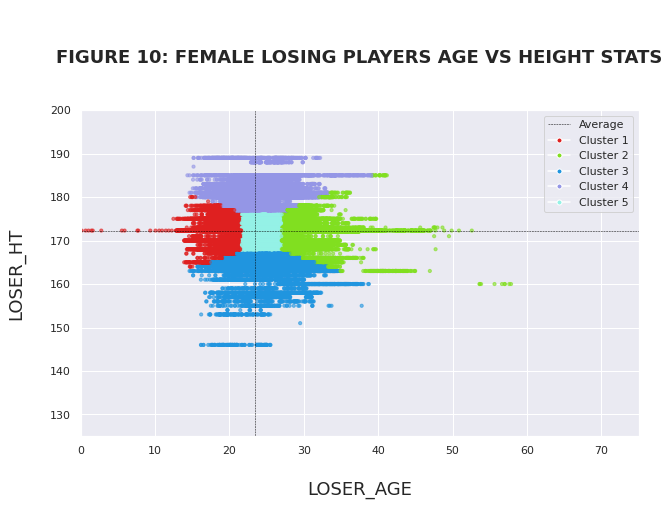 FIGURE 10: FEMALE LOSING PLAYERS AGE VS HEIGHT STATS
200
190
180
170
160
150
140
130
LOSER_HT
Average
Cluster 1
Cluster 2
Cluster 3
Cluster 4
Cluster 5
0 10 20 30 40 50 60 70
LOSER_AGE